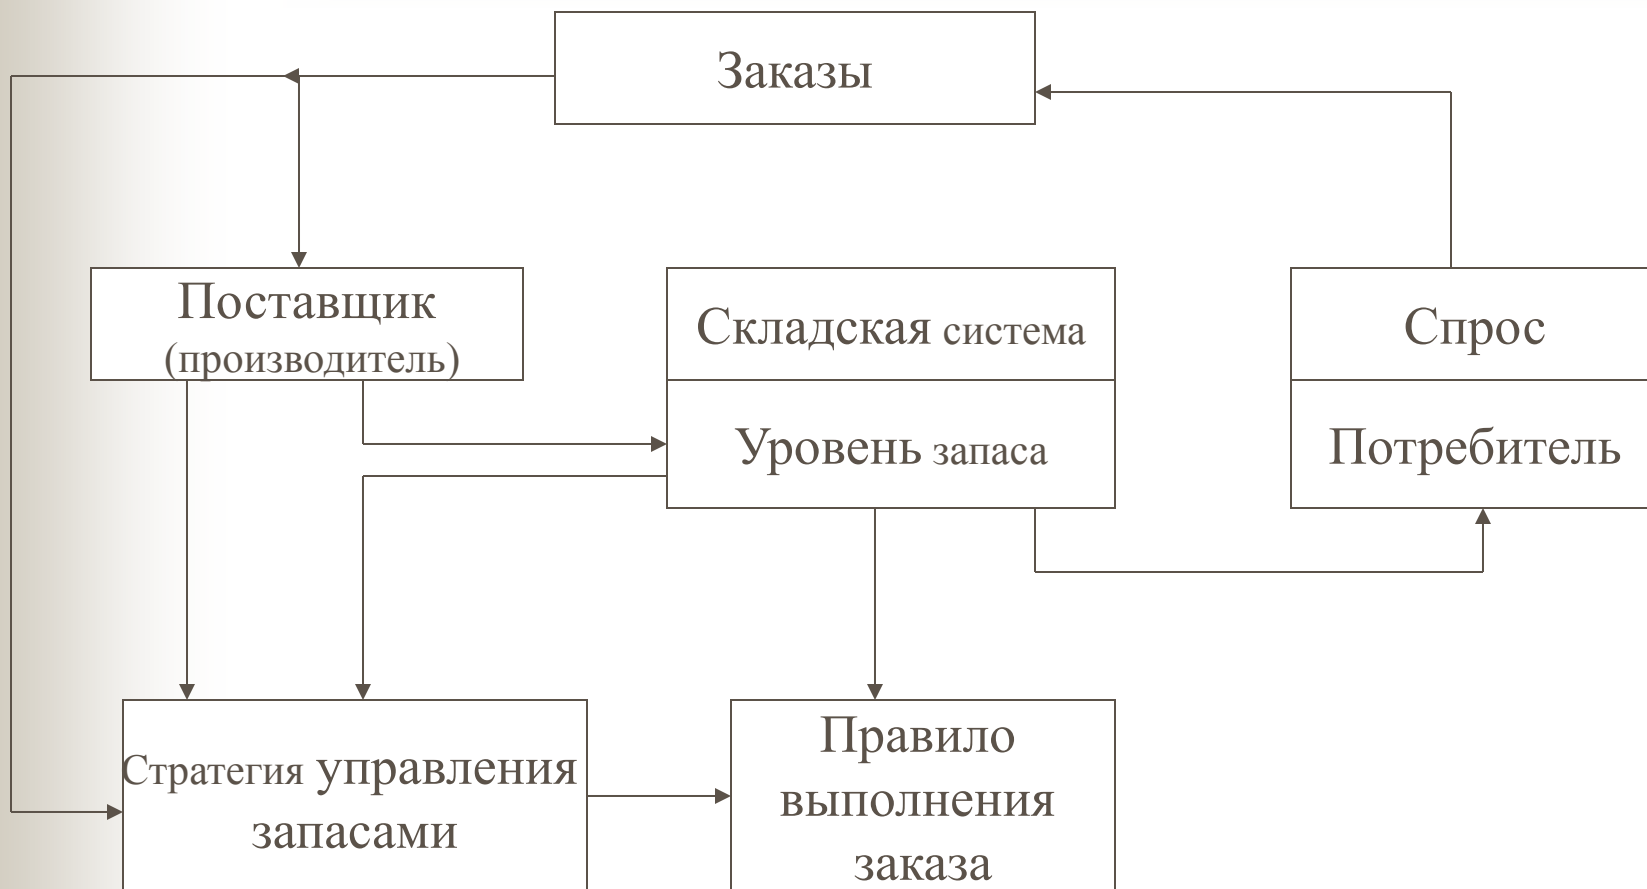 Заказы
Поставщик
(производитель)
Складская система
Спрос
Уровень запаса
Потребитель
Стратегия управления
запасами
Правило
выполнения
заказа